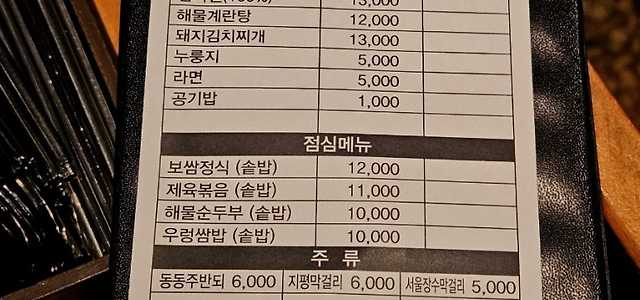 13,000
해물계란탕 12,000
돼지김치찌개 13,000
누룽지 5,000
라면 5,000
공기밥 1,000
점심메뉴
보쌈정식 (솥밥) 12,000
제육볶음 (솥밥) 11,000
해물순두부 (솥밥) 10,000
우렁쌈밥 (솥밥) 10,000
주 류
동동주반되 6,000 지평막걸리 6,000 서울장수막걸리 5,000